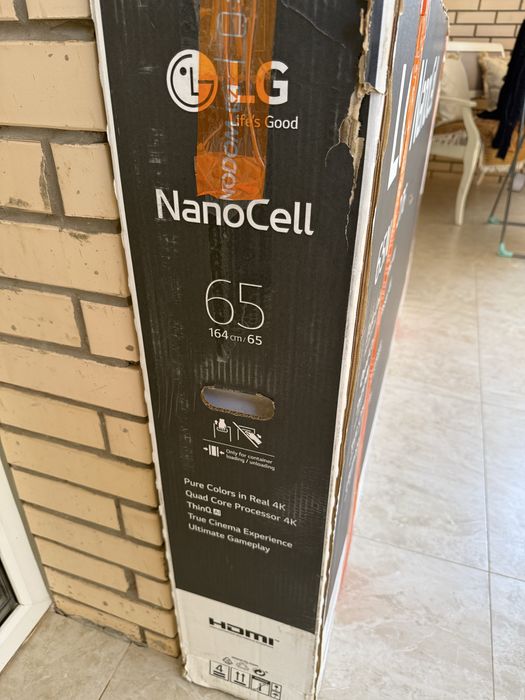 LG
Life's Good
NanoCell
65
164 cm/65
Only for container
loading / unloading
Pure Colors in Real 4K
Quad Core Processor 4K
ThinQ AI
True Cinema Experience
Ultimate Gameplay
HDMI
4